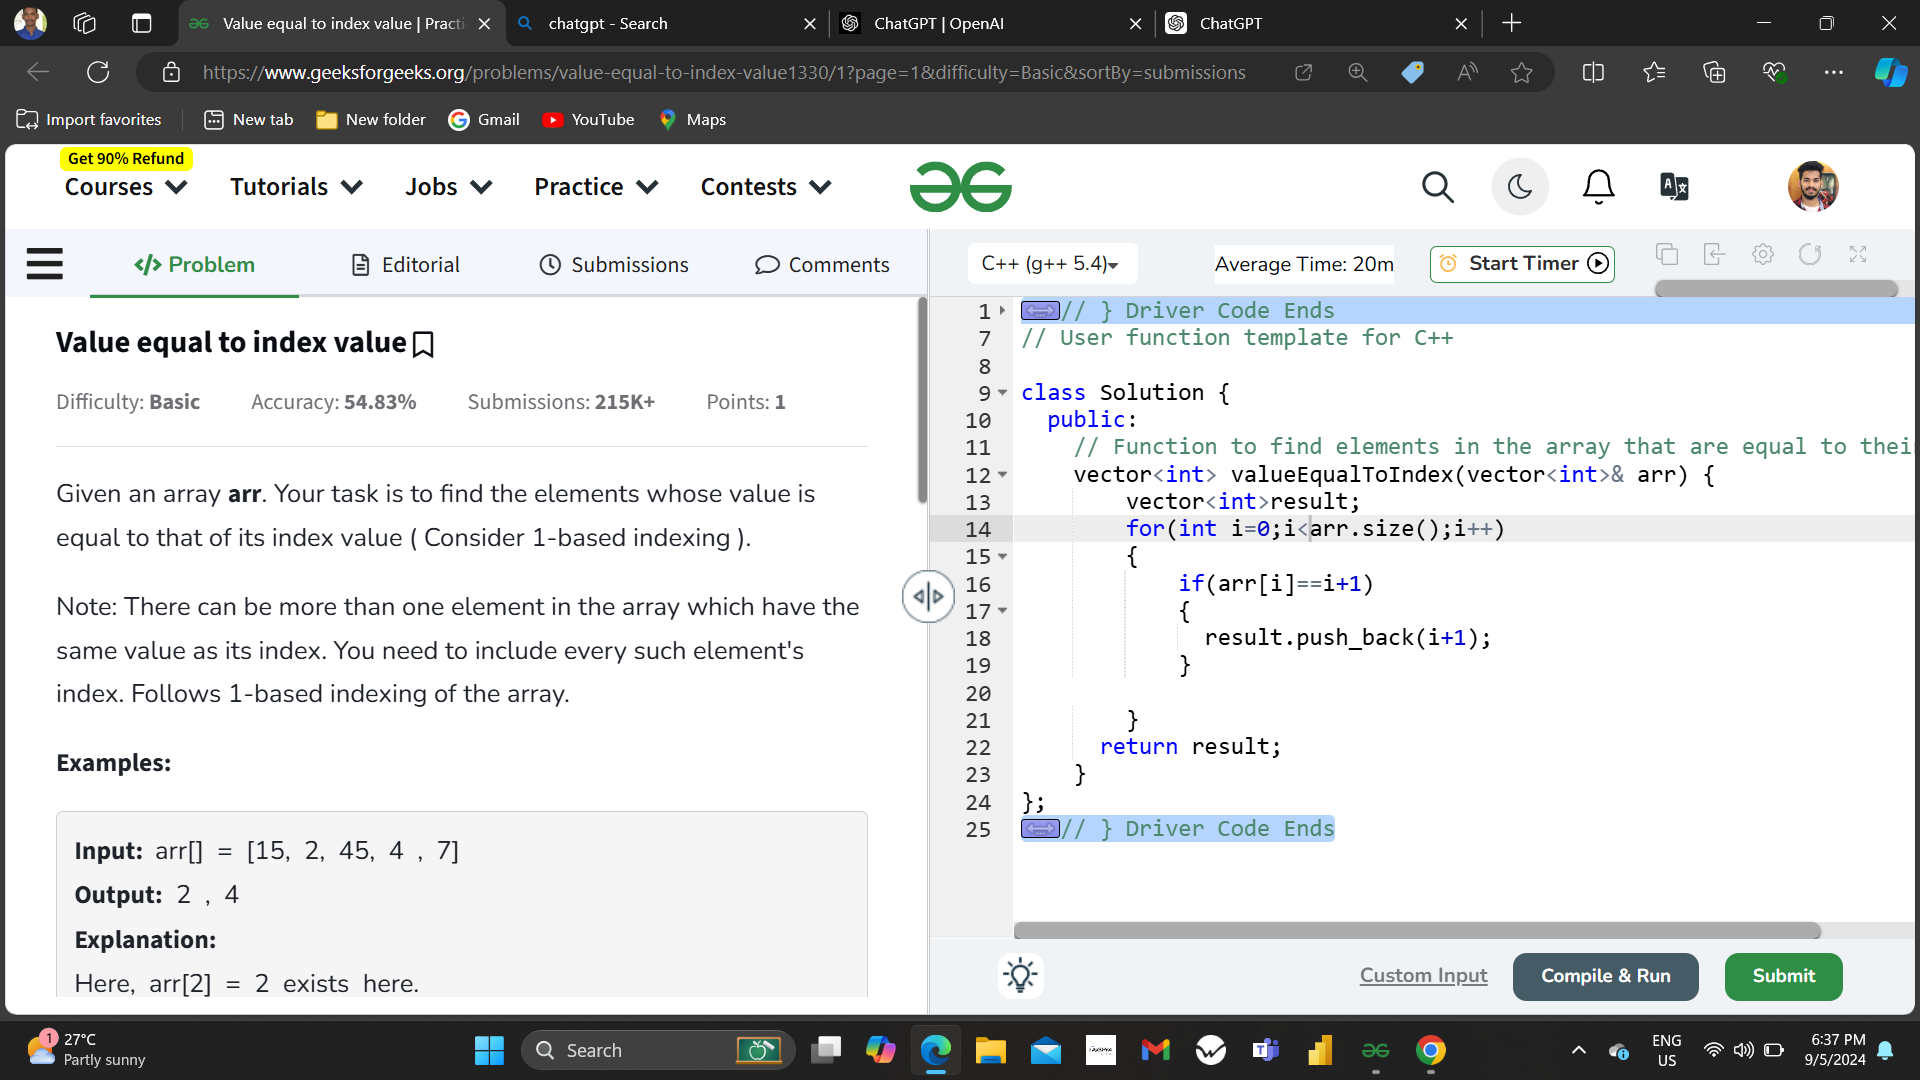 Value equal to index value | Practi
chatgpt - Search
ChatGPT | OpenAI
ChatGPT
https://www.geeksforgeeks.org/problems/value-equal-to-index-value1330/1?page=1&difficulty=Basic&sortBy=submissions
Import favorites
New tab
New folder
Gmail
YouTube
Maps
Get 90% Refund
Courses
Tutorials
Jobs
Practice
Contests
Problem
Editorial
Submissions
Comments
C++ (g++ 5.4)
Average Time: 20m
Start Timer
Value equal to index value
Difficulty: Basic
Accuracy: 54.83%
Submissions: 215K+
Points: 1
Given an array arr. Your task is to find the elements whose value is
equal to that of its index value ( Consider 1-based indexing ).
Note: There can be more than one element in the array which have the
same value as its index. You need to include every such element's
index. Follows 1-based indexing of the array.
Examples:
Input: arr[] = [15, 2, 45, 4 , 7]
Output: 2 , 4
Explanation:
Here, arr[2] = 2 exists here.
1 // } Driver Code Ends
7 // User function template for C++
8
9 class Solution {
10 public:
11 // Function to find elements in the array that are equal to thei
12 vector<int> valueEqualToIndex(vector<int>& arr) {
13 vector<int>result;
14 for(int i=0;i<arr.size();i++)
15 {
16 if(arr[i]==i+1)
17 {
18 result.push_back(i+1);
19 }
20
21 }
22 return result;
23 }
24 };
25 // } Driver Code Ends
Custom Input
Compile & Run
Submit
1
27°C
Partly sunny
Search
ENG
US
6:37 PM
9/5/2024